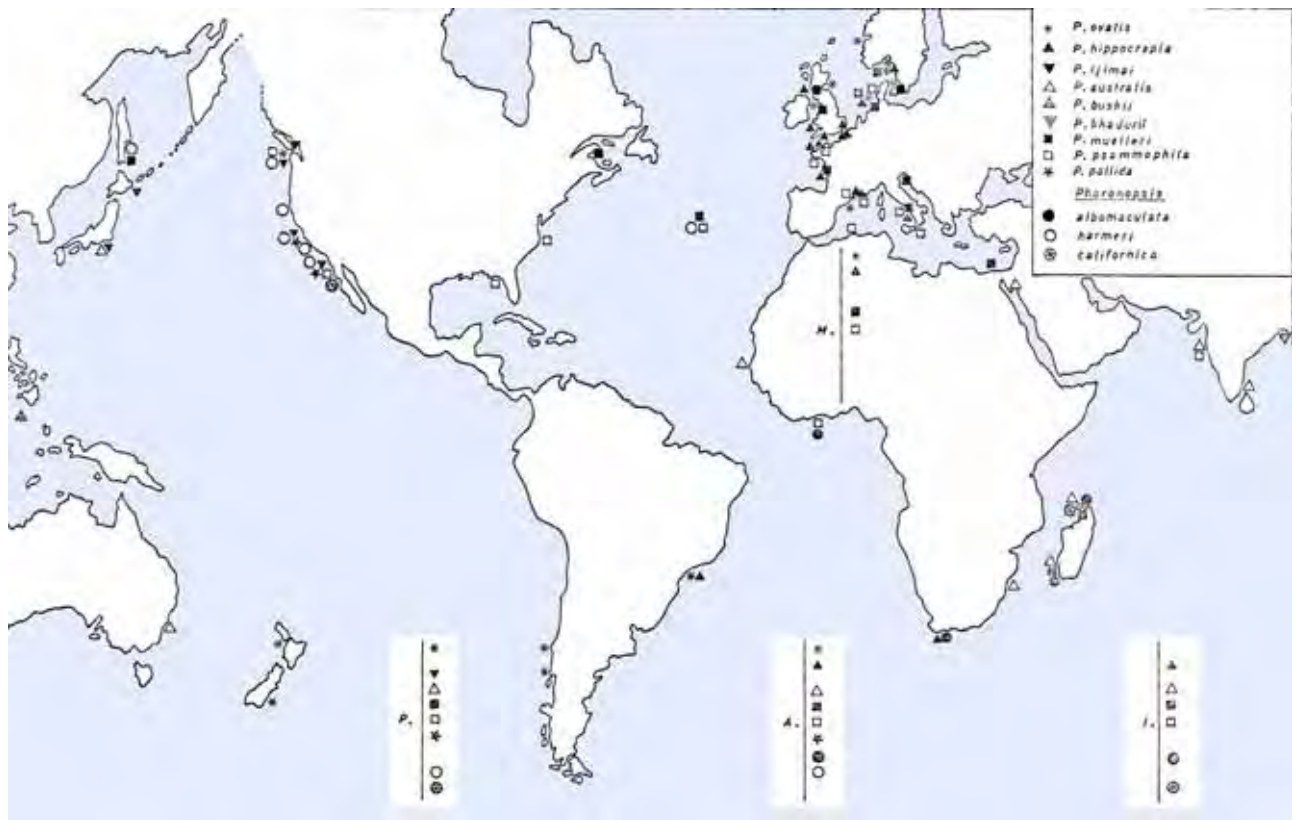 P. ovalis
P. hippocrepia
P. ijimai
P. australis
P. bushii
P. bhadurii
P. muelleri
P. psammophila
P. pallida
Phoronopsis
albomaculata
harmeri
californica
M.
P.
A.
I.